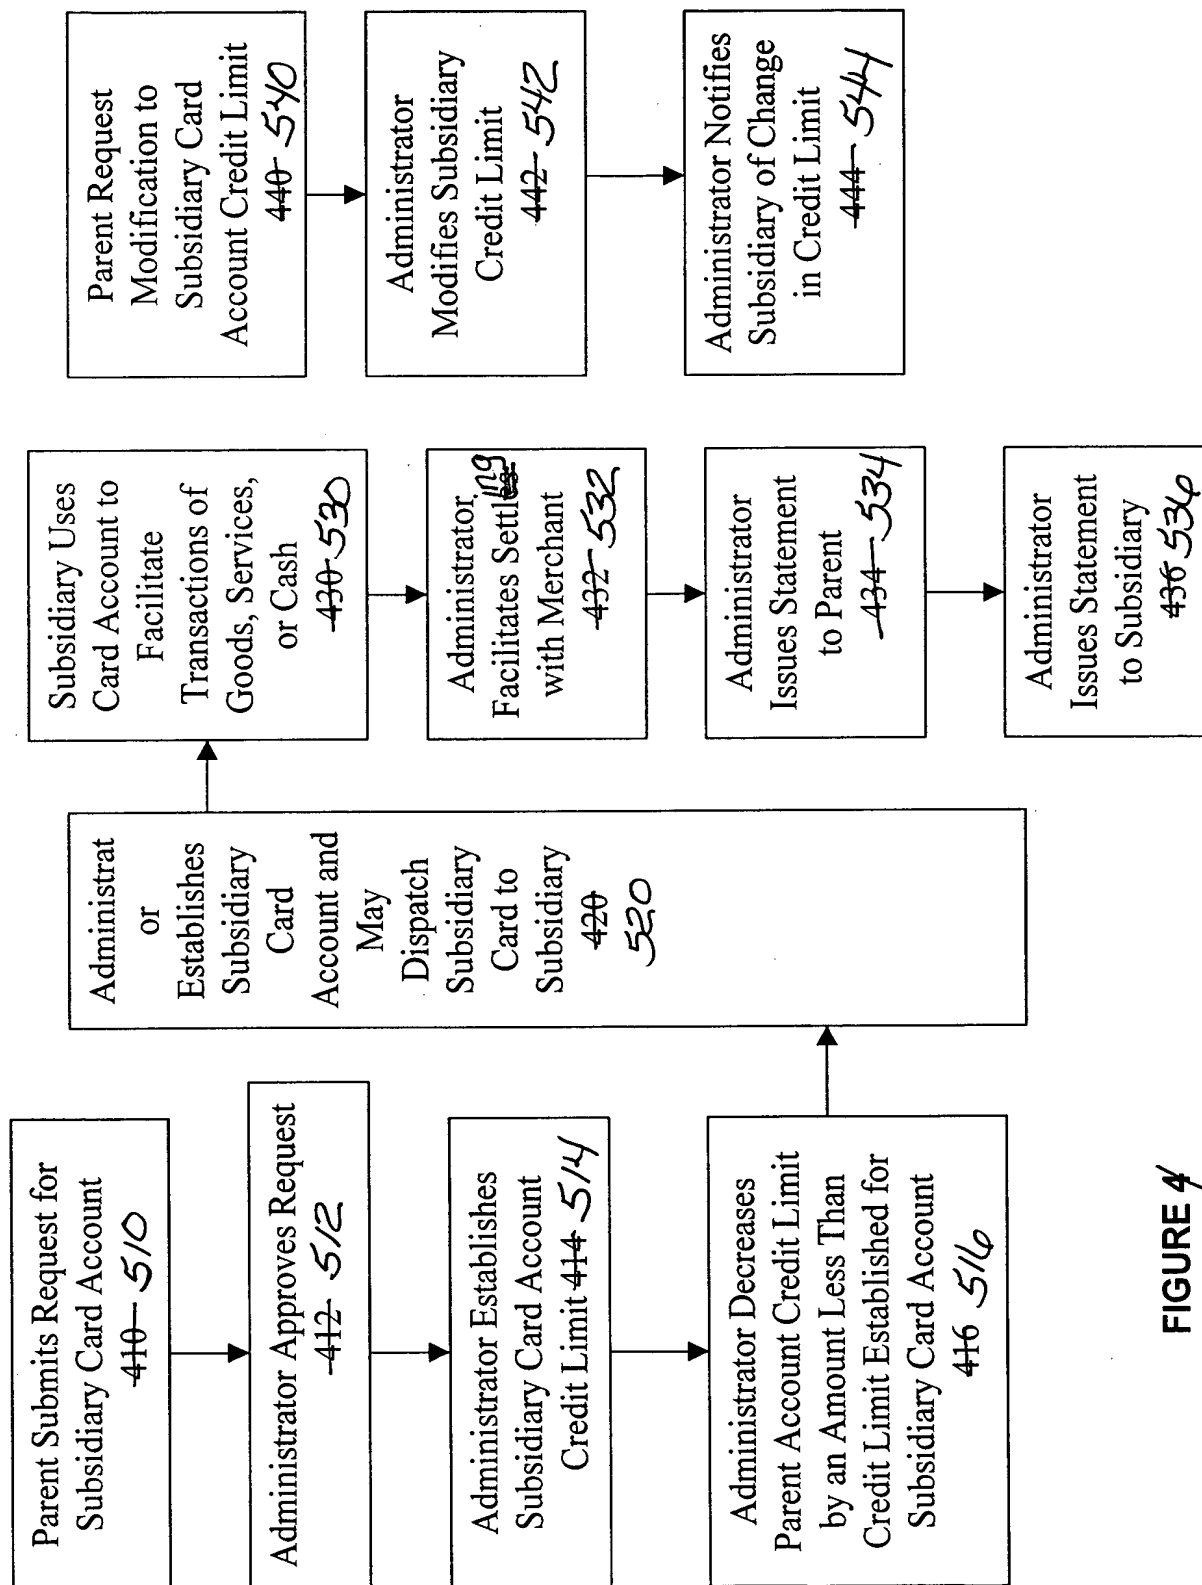 Parent Submits Request for
Subsidiary Card Account
410 510
Administrator Approves Request
412 512
Administrator Establishes
Subsidiary Card Account
Credit Limit 414 514
Administrator Decreases
Parent Account Credit Limit
by an Amount Less Than
Credit Limit Established for
Subsidiary Card Account
416 516
Administrat
or
Establishes
Subsidiary
Card
Account and
May
Dispatch
Subsidiary
Card to
Subsidiary
420
520
Subsidiary Uses
Card Account to
Facilitate
Transactions of
Goods, Services,
or Cash
430 530
Administrator
Facilitates Settles ing
with Merchant
432 532
Administrator
Issues Statement
to Parent
434 534
Administrator
Issues Statement
to Subsidiary
436 536
Parent Request
Modification to
Subsidiary Card
Account Credit Limit
440 540
Administrator
Modifies Subsidiary
Credit Limit
442 542
Administrator Notifies
Subsidiary of Change
in Credit Limit
444 544
FIGURE 4